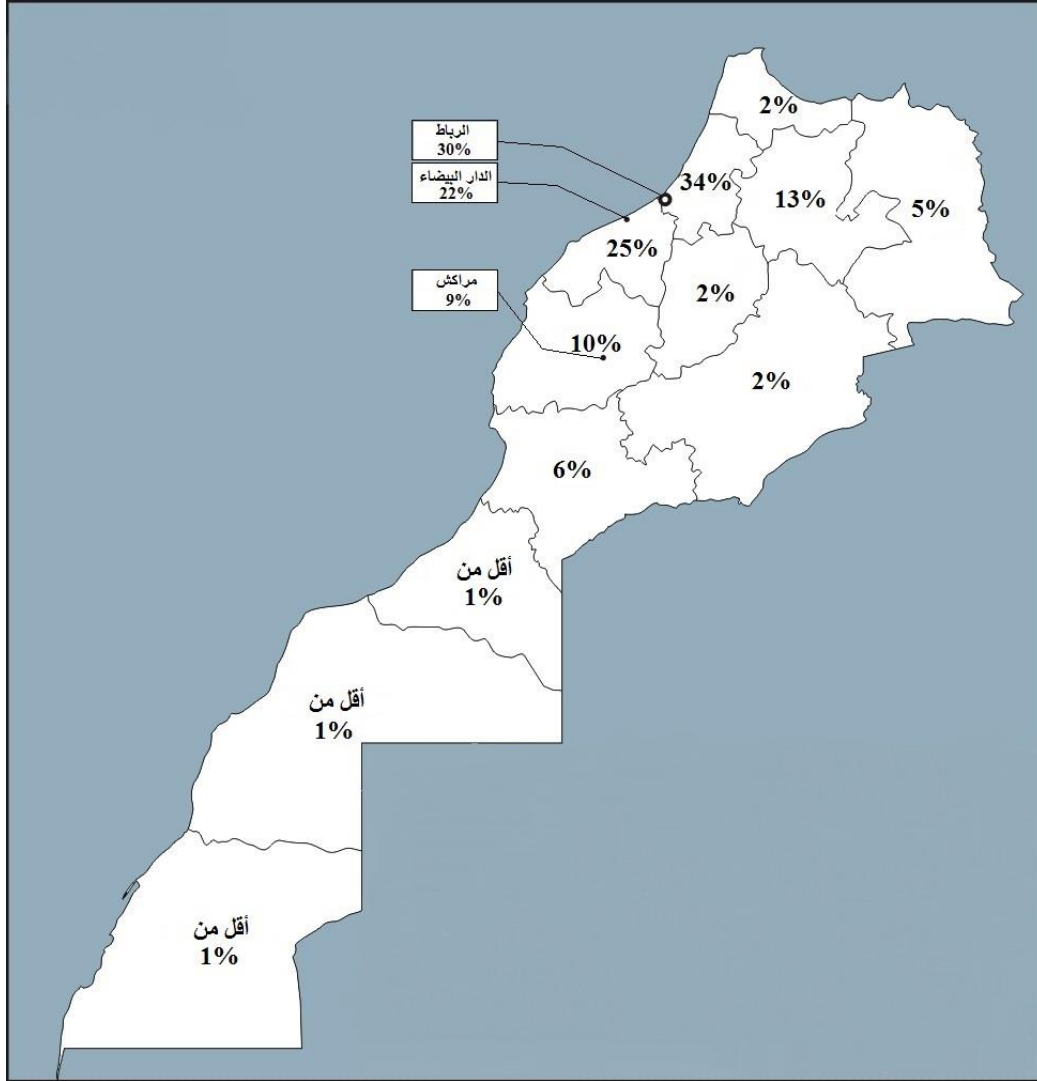 2%
الرباط
30%
الدار البيضاء
22%
34%
13%
5%
25%
مراكش
9%
2%
10%
2%
6%
أقل من
1%
أقل من
1%
أقل من
1%